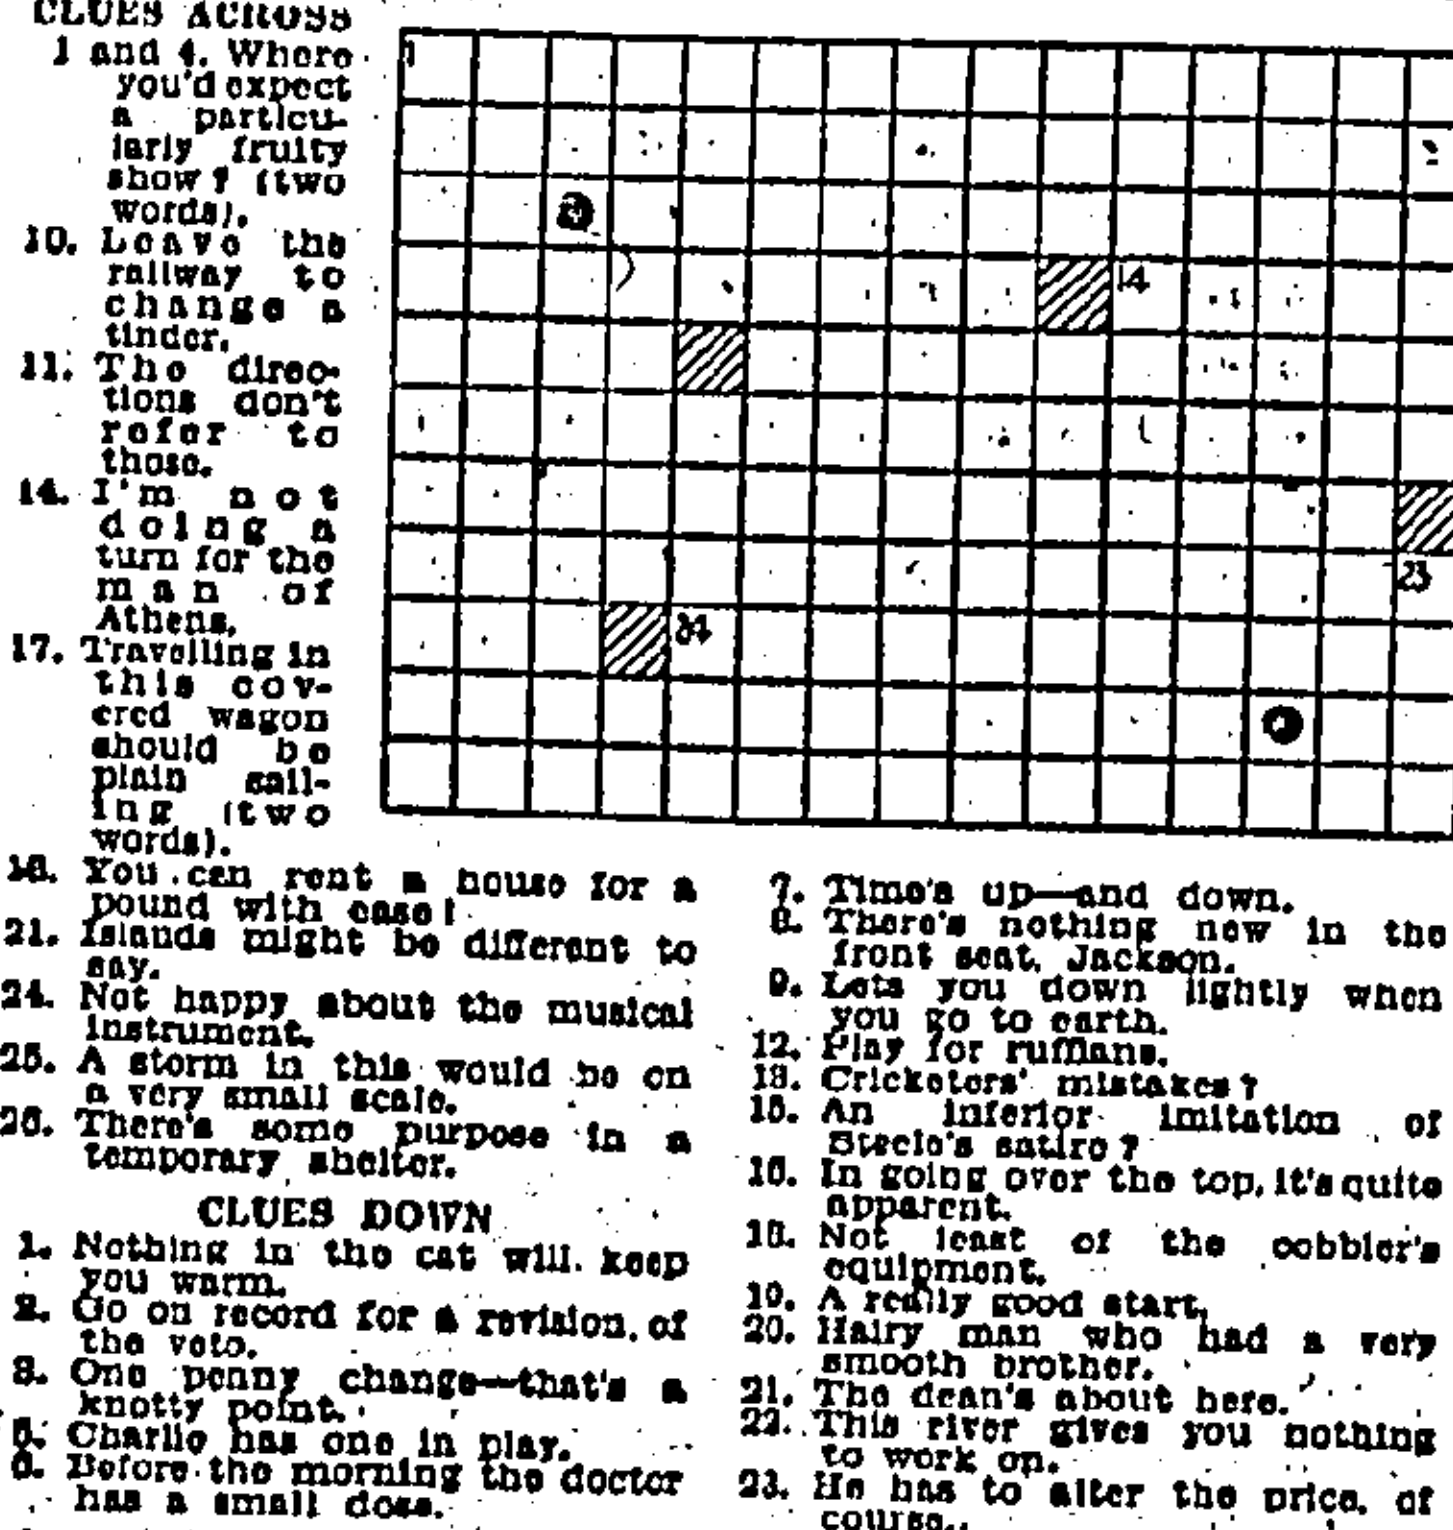 CLUES ACROSS
1 and 4. Where
you'd expect
a particu-
larly fruity
show? (two
words).
10. Leave the
railway to
change a
tinder.
11. The direc-
tions don't
refer to
those.
14. I'm not
doing a
turn for the
man of
Athens.
17. Travelling in
this cov-
ered wagon
should be
plain sail-
ing (two
words).
You can rent a house for a
pound with ease!
21. Islands might be different to
say.
24. Not happy about the musical
instrument.
25. A storm in this would be on
a very small scale.
26. There's some purpose in a
temporary shelter.
CLUES DOWN
1. Nothing in the cat will keep
you warm.
2. Go on record for a revision of
the veto.
3. One penny change—that's a
knotty point.
5. Charlie has one in play.
6. Before the morning the doctor
has a small dose.
7. Time's up—and down.
8. There's nothing new in the
front seat, Jackson.
9. Lets you down lightly when
you go to earth.
12. Play for ruffians.
13. Cricketers' mistakes?
15. An inferior imitation of
Steele's satire?
16. In going over the top, it's quite
apparent.
18. Not least of the cobbler's
equipment.
19. A really good start.
20. Hairy man who had a very
smooth brother.
21. The dean's about here.
22. This river gives you nothing
to work on.
23. He has to alter the price, of
course.
1
14
23
24